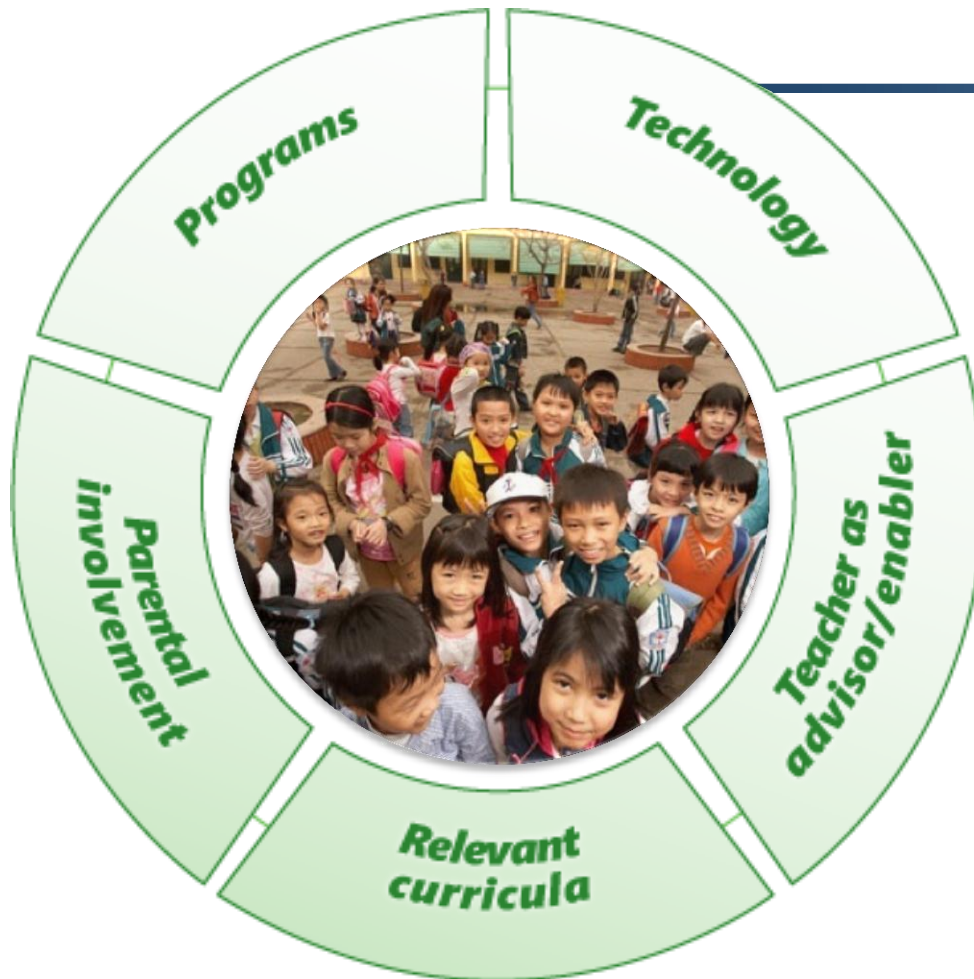 Programs
Technology
Teacher as
advisor/enabler
Relevant
curricula
Parental
involvement